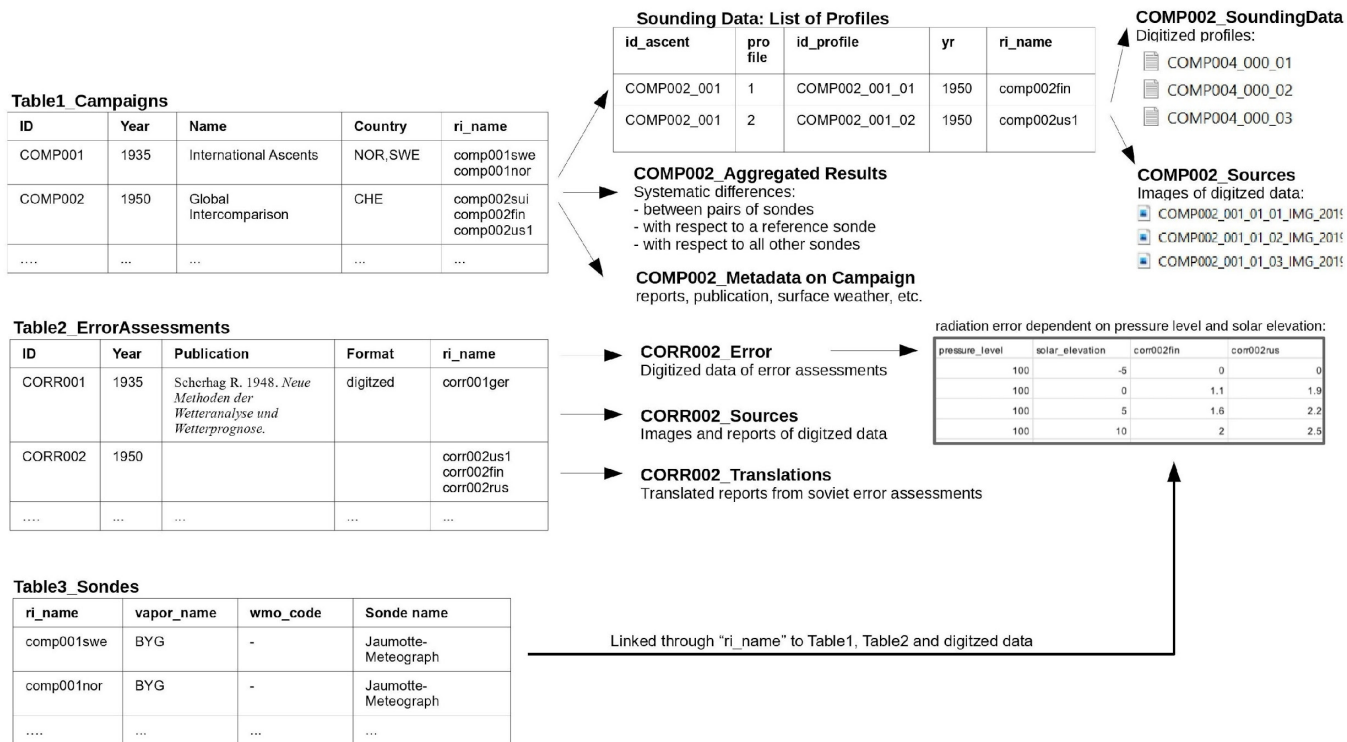 Sounding Data: List of Profiles
id_ascent pro id_profile yr ri_name
file
COMP002_001 1 COMP002_001_01 1950 comp002fin
COMP002_001 2 COMP002_001_02 1950 comp002us1
COMP002_SoundingData
Digitized profiles:
COMP004_000_01
COMP004_000_02
COMP004_000_03
Table1_Campaigns
ID Year Name Country ri_name
COMP001 1935 International Ascents NOR,SWE comp001swe
comp001nor
COMP002 1950 Global CHE comp002sui
Intercomparison comp002fin
comp002us1
.... ... ... ... ...
COMP002_Aggregated Results
Systematic differences:
- between pairs of sondes
- with respect to a reference sonde
- with respect to all other sondes
COMP002_Sources
Images of digitzed data:
COMP002_001_01_01_IMG_2019
COMP002_001_01_02_IMG_2019
COMP002_001_01_03_IMG_2019
COMP002_Metadata on Campaign
reports, publication, surface weather, etc.
Table2_ErrorAssessments
ID Year Publication Format ri_name
CORR001 1935 Scherhag R. 1948. Neue digitzed corr001ger
Methoden der
Wetteranalyse und
Wetterprognose.
CORR002 1950 corr002us1
corr002fin
corr002rus
.... ... ... ... ...
CORR002_Error
Digitized data of error assessments
CORR002_Sources
Images and reports of digitzed data
CORR002_Translations
Translated reports from soviet error assessments
radiation error dependent on pressure level and solar elevation:
pressure_level solar_elevation corr002fin corr002rus
100 -5 0 0
100 0 1.1 1.9
100 5 1.6 2.2
100 10 2 2.5
Table3_Sondes
ri_name vapor_name wmo_code Sonde name
comp001swe BYG - Jaumotte-
Meteograph
comp001nor BYG - Jaumotte-
Meteograph
.... ... ... ...
Linked through “ri_name” to Table1, Table2 and digitzed data